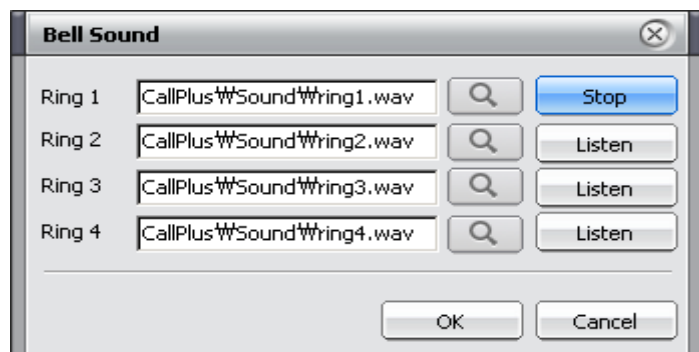 Bell Sound
Ring 1 CallPlus₩Sound₩ring1.wav Stop
Ring 2 CallPlus₩Sound₩ring2.wav Listen
Ring 3 CallPlus₩Sound₩ring3.wav Listen
Ring 4 CallPlus₩Sound₩ring4.wav Listen
OK Cancel